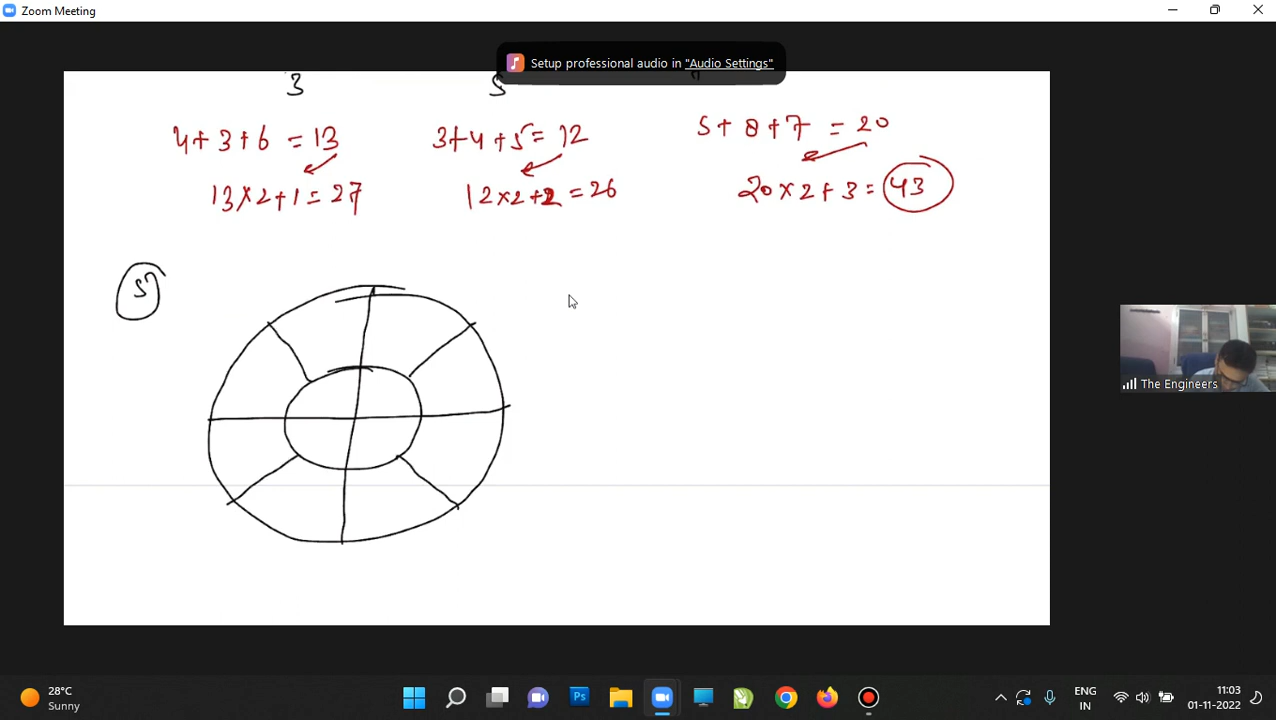 Zoom Meeting
Setup professional audio in "Audio Settings"
3 5
4+3+6 = 13 3+4+5= 12 5+8+7 = 20
13×2+1=27 12×2+2=26 20×2+3= 43
5
The Engineers
28°C
Sunny
Ps
ENG
IN
11:03
01-11-2022